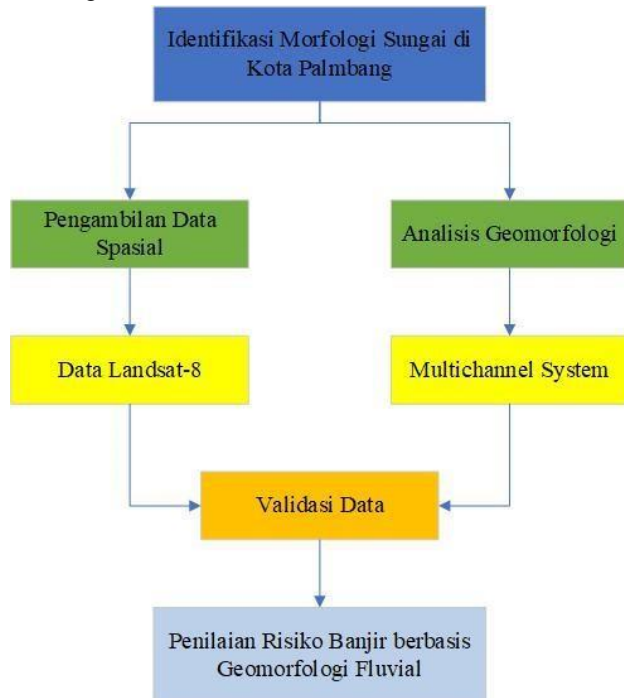 Identifikasi Morfologi Sungai di
Kota Palmbang
Pengambilan Data
Spasial
Analisis Geomorfologi
Data Landsat-8
Multichannel System
Validasi Data
Penilaian Risiko Banjir berbasis
Geomorfologi Fluvial